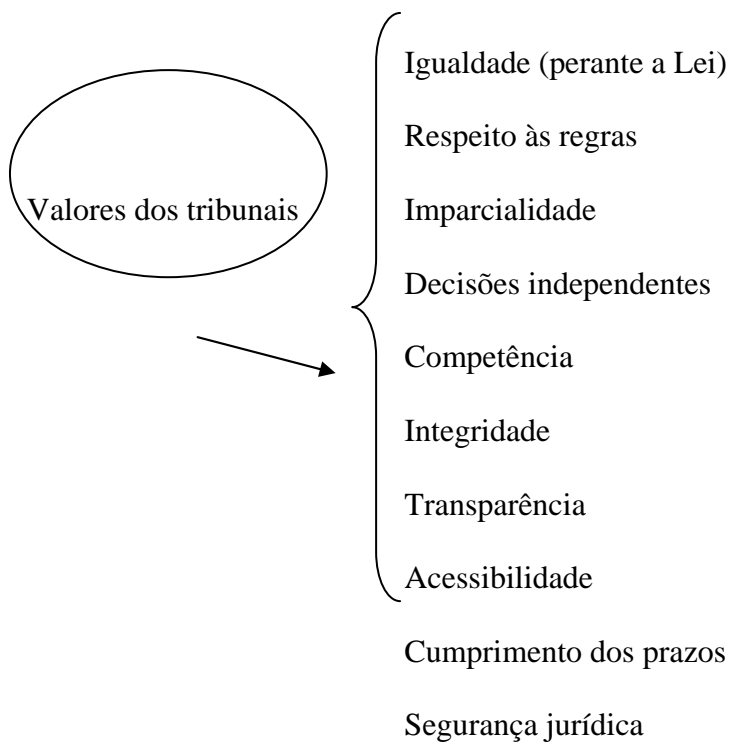 Igualdade (perante a Lei)
Respeito às regras
Valores dos tribunais
Imparcialidade
Decisões independentes
Competência
Integridade
Transparência
Acessibilidade
Cumprimento dos prazos
Segurança jurídica